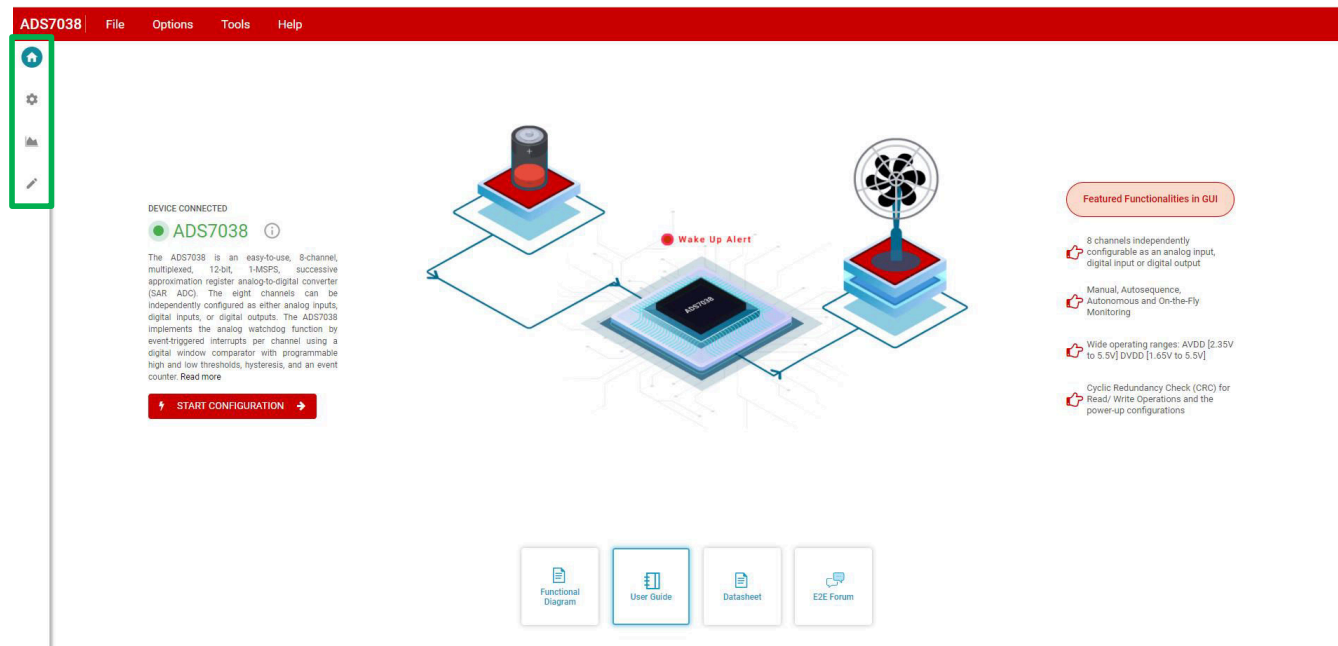 ADS7038 File Options Tools Help
DEVICE CONNECTED
ADS7038
The ADS7038 is an easy-to-use, 8-channel,
multiplexed, 12-bit, 1-MSPS, successive
approximation register analog-to-digital converter
(SAR ADC). The eight channels can be
independently configured as either analog inputs,
digital inputs, or digital outputs. The ADS7038
implements the analog watchdog function by
event-triggered interrupts per channel using a
digital window comparator with programmable
high and low thresholds, hysteresis, and an event
counter. Read more
START CONFIGURATION
Wake Up Alert
ADS7038
Featured Functionalities in GUI
8 channels independently
configurable as an analog input,
digital input or digital output
Manual, Autosequence,
Autonomous and On-the-Fly
Monitoring
Wide operating ranges: AVDD [2.35V
to 5.5V] DVDD [1.65V to 5.5V]
Cyclic Redundancy Check (CRC) for
Read/ Write Operations and the
power-up configurations
Functional
Diagram
User Guide
Datasheet
E2E Forum